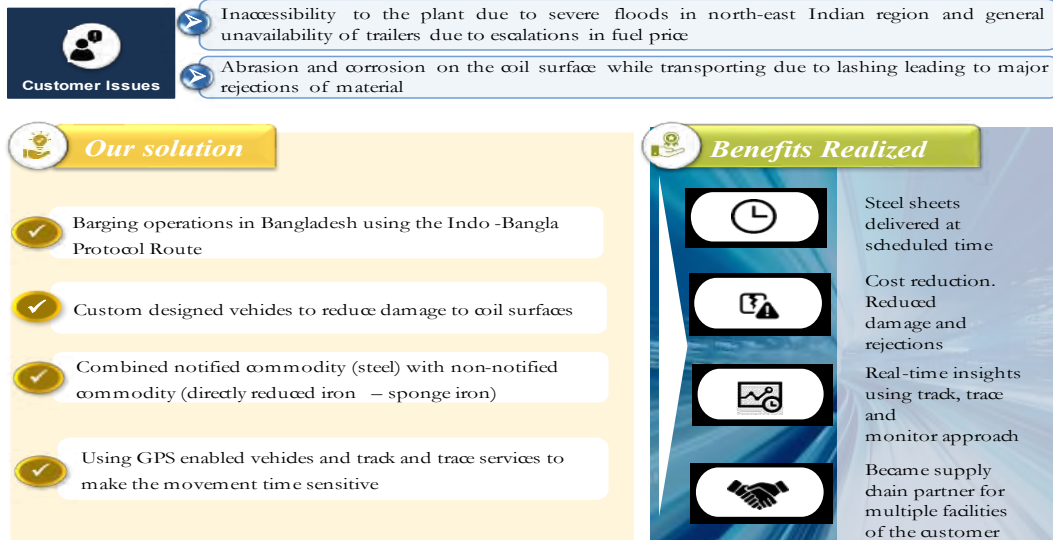 Inaccessibility to the plant due to severe floods in north-east Indian region and general
unavailability of trailers due to escalations in fuel price
Customer Issues
Abrasion and corrosion on the coil surface while transporting due to lashing leading to major
rejections of material
Our solution
Barging operations in Bangladesh using the Indo -Bangla
Protocol Route
Custom designed vehicles to reduce damage to coil surfaces
Combined notified commodity (steel) with non-notified
commodity (directly reduced iron – sponge iron)
Using GPS enabled vehicles and track and trace services to
make the movement time sensitive
Benefits Realized
Steel sheets
delivered at
scheduled time
Cost reduction.
Reduced
damage and
rejections
Real-time insights
using track, trace
and
monitor approach
Became supply
chain partner for
multiple facilities
of the customer